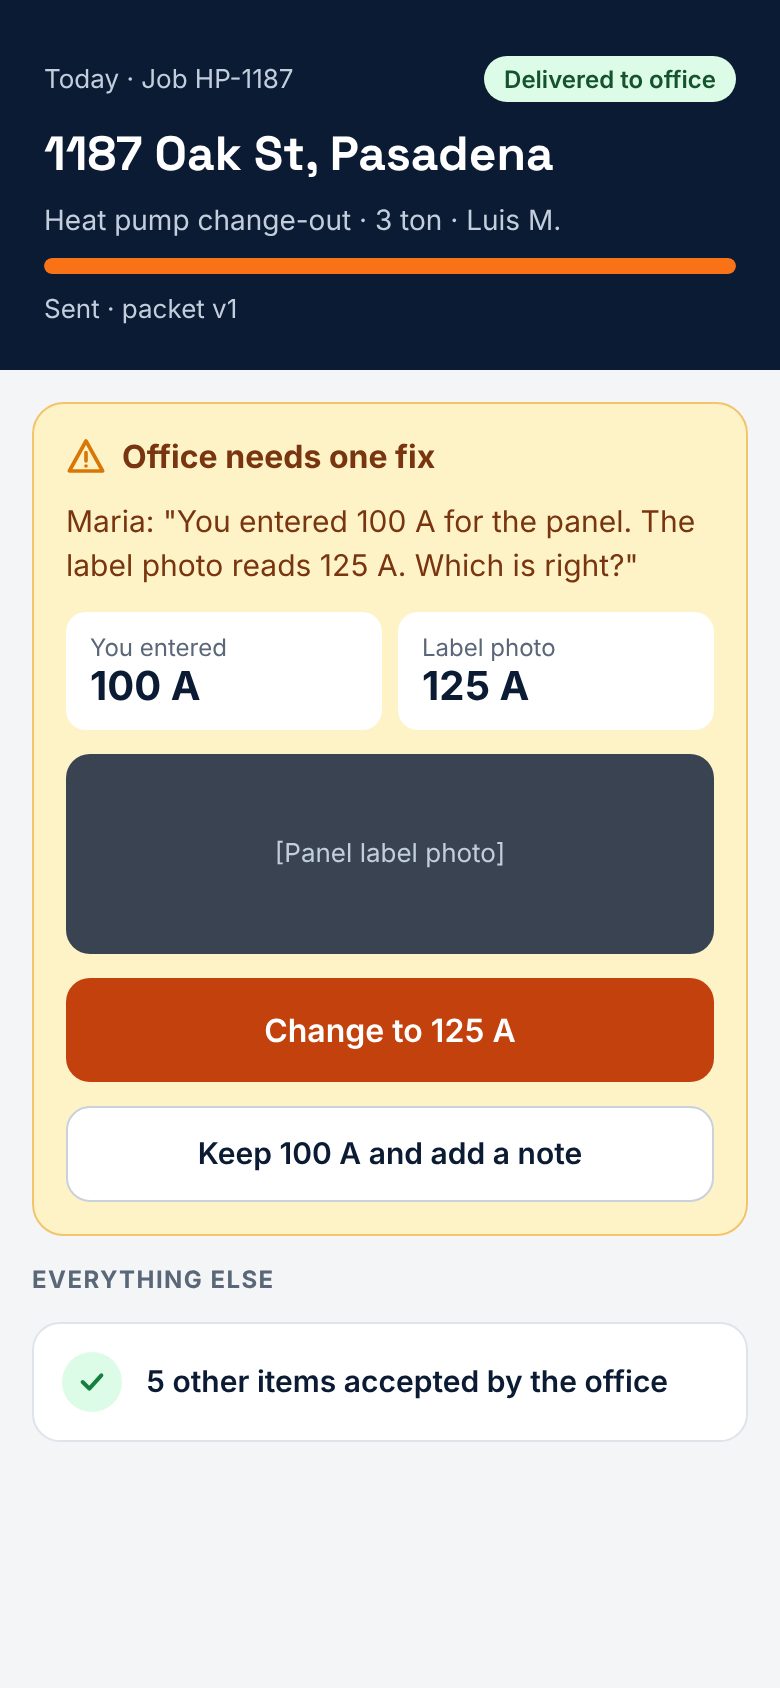 Today · Job HP-1187
Delivered to office
1187 Oak St, Pasadena
Heat pump change-out · 3 ton · Luis M.
Sent · packet v1
Office needs one fix
Maria: "You entered 100 A for the panel. The
label photo reads 125 A. Which is right?"
You entered
100 A
Label photo
125 A
[Panel label photo]
Change to 125 A
Keep 100 A and add a note
EVERYTHING ELSE
5 other items accepted by the office